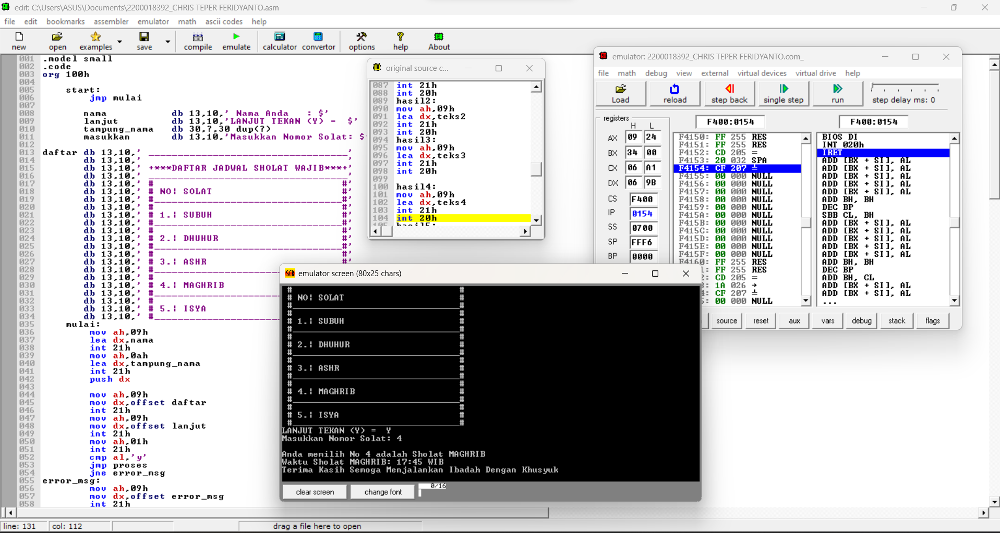 edit: C:\Users\ASUS\Documents\2200018392_CHRIS TEPER FERIDYANTO.asm
file edit bookmarks assembler emulator math ascii codes help
new open examples save compile emulate calculator convertor options help About
001 .model small
002 .code
003 org 100h
004
005 start:
006 jmp mulai
007
008 nama db 13,10,' Nama Anda : $'
009 lanjut db 13,10,'LANJUT TEKAN (Y) = $'
010 tampung_nama db 30,?,30 dup(?)
011 masukkan db 13,10,'Masukkan Nomor Solat: $'
012
013 daftar db 13,10,' __________________________________'
014 db 13,10,'
015 db 13,10,' +****DAFTAR JADWAL SHOLAT WAJIB***+'
016 db 13,10,' __________________________________'
017 db 13,10,' # #'
018 db 13,10,' # NO| SOLAT #'
019 db 13,10,' #________________________________#'
020 db 13,10,' # #'
021 db 13,10,' # 1.| SUBUH #'
022 db 13,10,' #________________________________#'
023 db 13,10,' # #'
024 db 13,10,' # 2.| DHUHUR #'
025 db 13,10,' #________________________________#'
026 db 13,10,' # #'
027 db 13,10,' # 3.| ASHR #'
028 db 13,10,' #______________________
029 db 13,10,' #
030 db 13,10,' # 4.| MAGHRIB
031 db 13,10,' #______________________
032 db 13,10,' #
033 db 13,10,' # 5.| ISYA
034 db 13,10,' #______________________
035 mulai:
036 mov ah,09h
037 lea dx,nama
038 int 21h
039 mov ah,0ah
040 lea dx,tampung_nama
041 int 21h
042 push dx
043
044 mov ah,09h
045 mov dx,offset daftar
046 int 21h
047 mov ah,09h
048 mov dx,offset lanjut
049 int 21h
050 mov ah,01h
051 int 21h
052 cmp al,'y'
053 jmp proses
054 jne error_msg
055 error_msg:
056 mov ah,09h
057 mov dx,offset error_msg
058 int 21h
line: 131 col: 112 drag a file here to open
original source c...
087 int 21h
088 int 20h
089 hasil2:
090 mov ah,09h
091 lea dx,teks2
092 int 21h
093 int 20h
094 hasil3:
095 mov ah,09h
096 lea dx,teks3
097 int 21h
098 int 20h
099
100 hasil4:
101 mov ah,09h
102 lea dx,teks4
103 int 21h
104 int 20h
105 hasil5:
emulator: 2200018392_CHRIS TEPER FERIDYANTO.com_
file math debug view external virtual devices virtual drive help
Load reload step back single step run step delay ms: 0
registers F400:0154 F400:0154
H L
AX 09 24
BX 34 00
CX 06 A1
DX 06 9B
CS F400
IP 0154
SS 0700
SP FFF6
BP 0000
F4150: FF 255 RES
F4151: FF 255 RES
F4152: CD 205 =
F4153: 20 032 SPA
F4154: CF 207 ╧
F4155: 00 000 NULL
F4156: 00 000 NULL
F4157: 00 000 NULL
F4158: 00 000 NULL
F4159: 00 000 NULL
F415A: 00 000 NULL
F415B: 00 000 NULL
F415C: 00 000 NULL
F415D: 00 000 NULL
F415E: 00 000 NULL
F415F: 00 000 NULL
F4160: FF 255 RES
: FF 255 RES
: CD 205 =
: 1A 026 →
: CF 207 ╧
: 00 000 NULL
BIOS DI
INT 020h
IRET
ADD [BX + SI], AL
ADD [BX + SI], AL
ADD [BX + SI], AL
ADD [BX + SI], AL
ADD [BX + SI], AL
ADD BH, BH
DEC BP
SBB CL, BH
ADD [BX + SI], AL
ADD [BX + SI], AL
ADD [BX + SI], AL
ADD [BX + SI], AL
ADD [BX + SI], AL
ADD BH, BH
DEC BP
ADD BH, CL
ADD [BX + SI], AL
ADD [BX + SI], AL
...
source reset aux vars debug stack flags
emulator screen (80x25 chars)
# #
# NO| SOLAT #
#________________________________#
# #
# 1.| SUBUH #
#________________________________#
# #
# 2.| DHUHUR #
#________________________________#
# #
# 3.| ASHR #
#________________________________#
# #
# 4.| MAGHRIB #
#________________________________#
# #
# 5.| ISYA #
#________________________________#
LANJUT TEKAN (Y) = Y
Masukkan Nomor Solat: 4
Anda memilih No 4 adalah Sholat MAGHRIB
Waktu Sholat MAGHRIB: 17:45 WIB
Terima Kasih Semoga Menjalankan Ibadah Dengan Khusyuk
clear screen change font 0/16